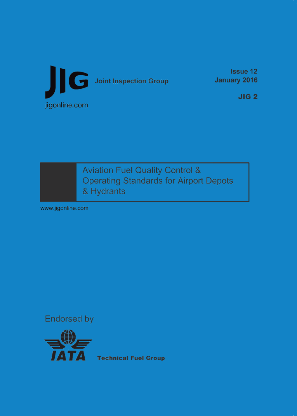 JIG Joint Inspection Group
jigonline.com
Issue 12
January 2016
JIG 2
Aviation Fuel Quality Control &
Operating Standards for Airport Depots
& Hydrants
www.jigonline.com
Endorsed by
IATA Technical Fuel Group